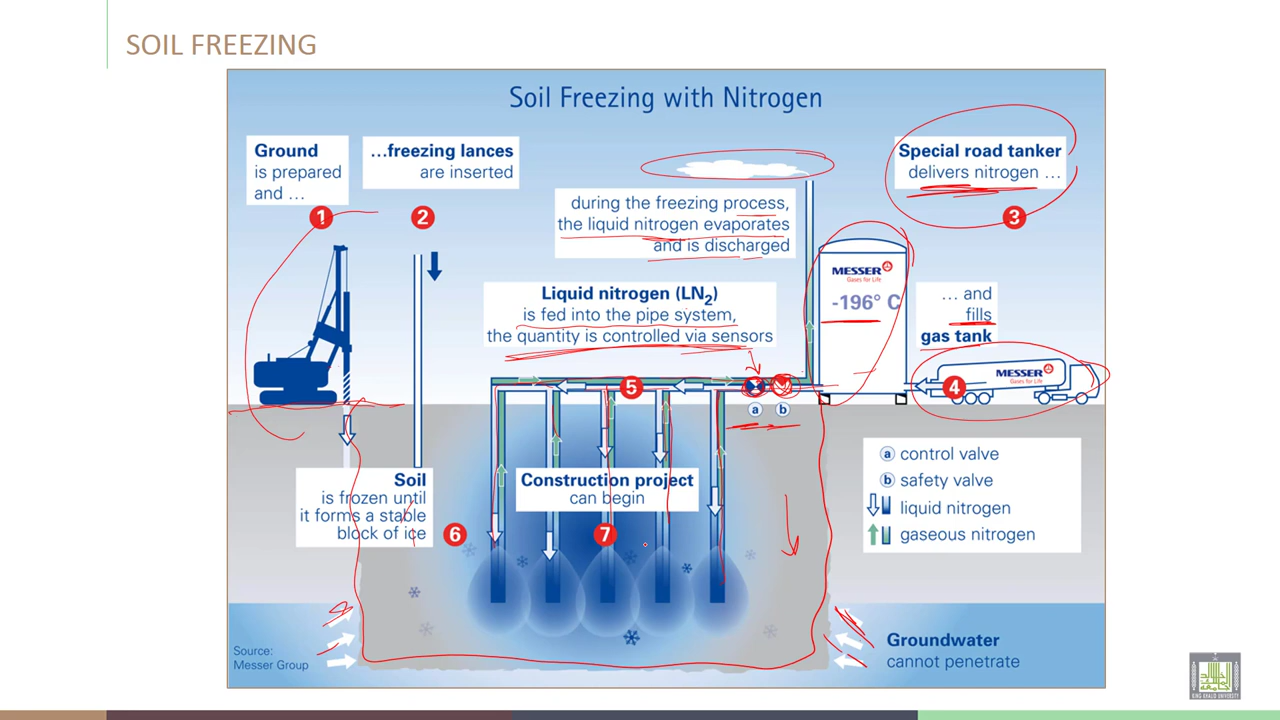 SOIL FREEZING
Soil Freezing with Nitrogen
Ground
is prepared
and …
1
…freezing lances
are inserted
2
Special road tanker
delivers nitrogen …
3
during the freezing process,
the liquid nitrogen evaporates
and is discharged
MESSER
Gases for Life
-196° C
Liquid nitrogen (LN2)
is fed into the pipe system,
the quantity is controlled via sensors
… and
fills
gas tank
MESSER
Gases for Life
4
5
a
b
a control valve
b safety valve
liquid nitrogen
gaseous nitrogen
Soil
is frozen until
it forms a stable
block of ice
6
Construction project
can begin
7
Groundwater
cannot penetrate
Source:
Messer Group
KING KHALID UNIVERSITY